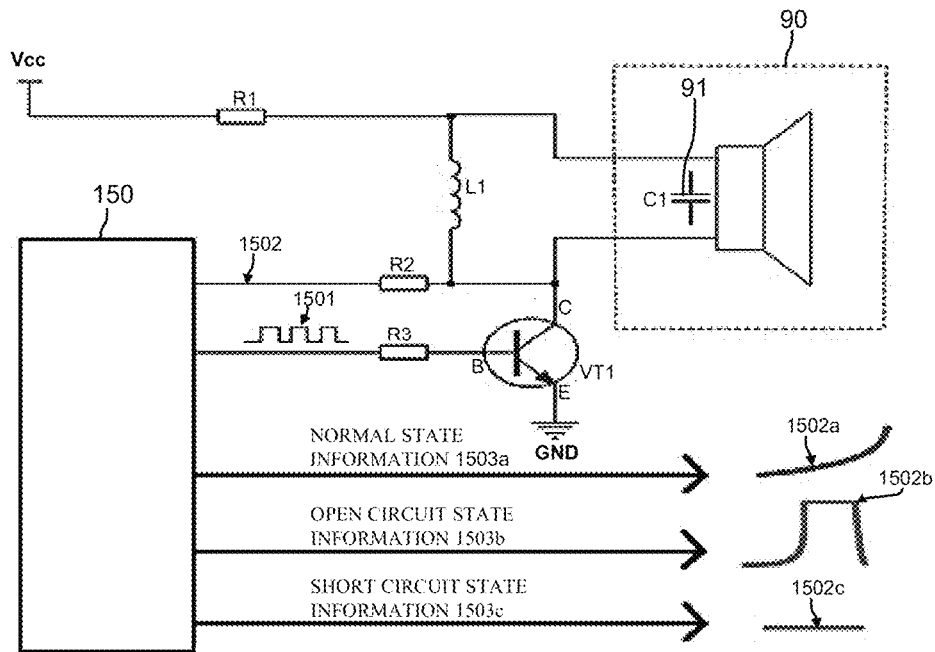 90
Vcc
R1
91
L1
C1
150
1502
R2
1501
C
R3
B
VT1
E
GND
NORMAL STATE
INFORMATION 1503a
1502a
1502b
OPEN CIRCUIT STATE
INFORMATION 1503b
SHORT CIRCUIT STATE
INFORMATION 1503c
1502c